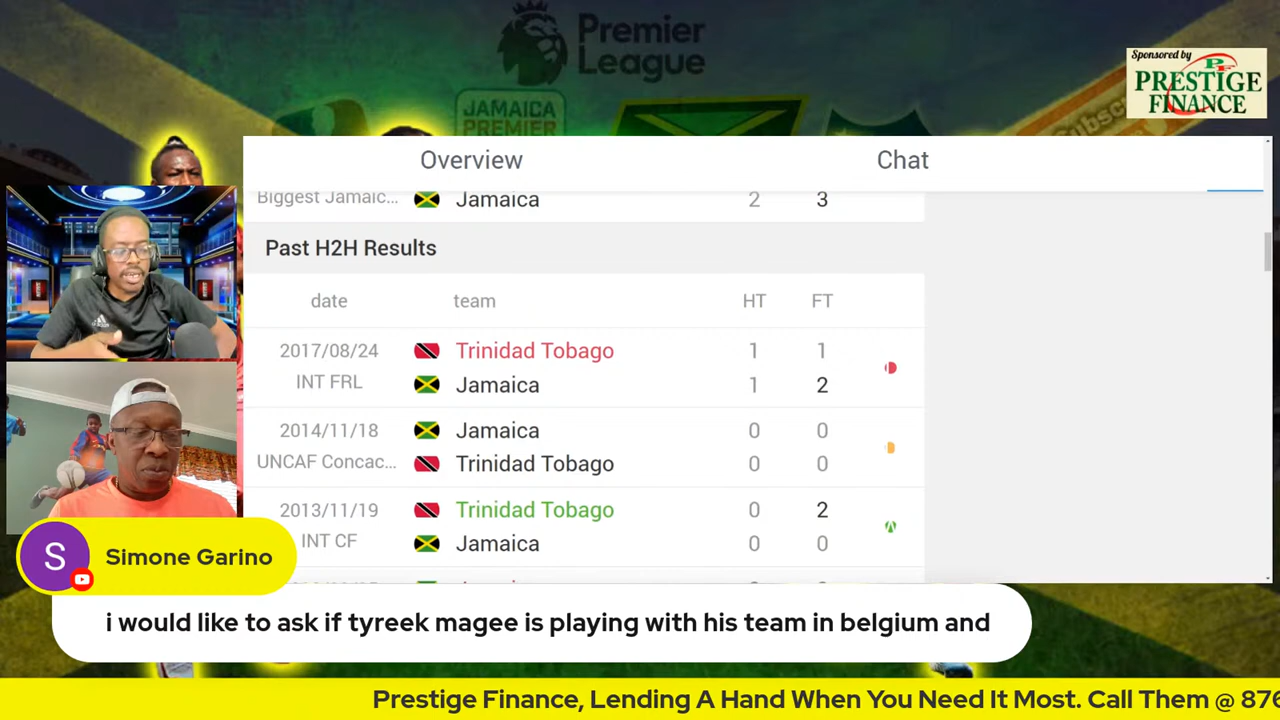 Premier
League
Sponsored by
PF
PRESTIGE
FINANCE
JAMAICA
PREMIER
Subsc
Overview
Chat
Biggest Jamaic...
Jamaica
2
3
Past H2H Results
date
team
HT
FT
2017/08/24
Trinidad Tobago
1
1
INT FRL
Jamaica
1
2
2014/11/18
Jamaica
0
0
UNCAF Concac...
Trinidad Tobago
0
0
2013/11/19
Trinidad Tobago
0
2
INT CF
Jamaica
0
0
S
Simone Garino
i would like to ask if tyreek magee is playing with his team in belgium and
Prestige Finance, Lending A Hand When You Need It Most. Call Them @ 876